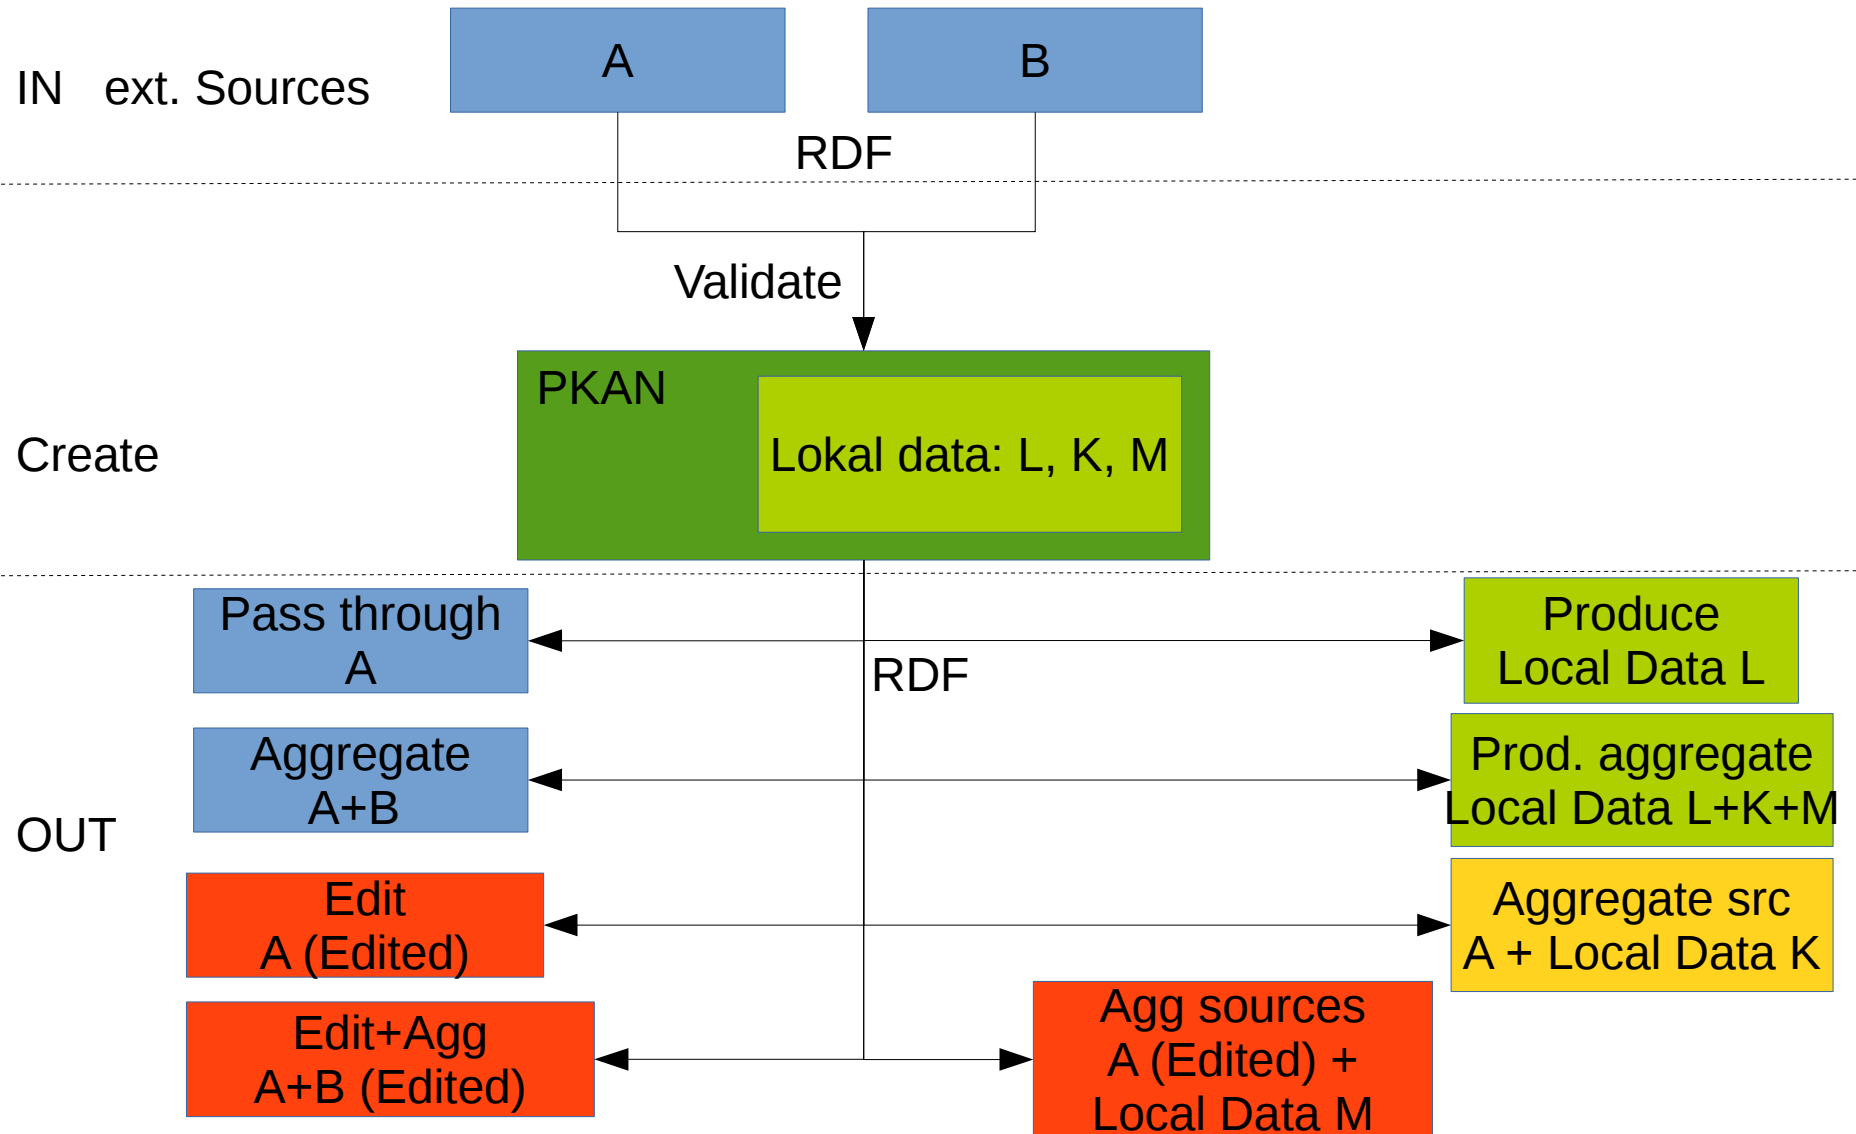 A
B
IN ext. Sources
RDF
Validate
PKAN
Lokal data: L, K, M
Create
Pass through
A
Produce
Local Data L
RDF
Aggregate
A+B
Prod. aggregate
Local Data L+K+M
OUT
Edit
A (Edited)
Aggregate src
A + Local Data K
Edit+Agg
A+B (Edited)
Agg sources
A (Edited) +
Local Data M